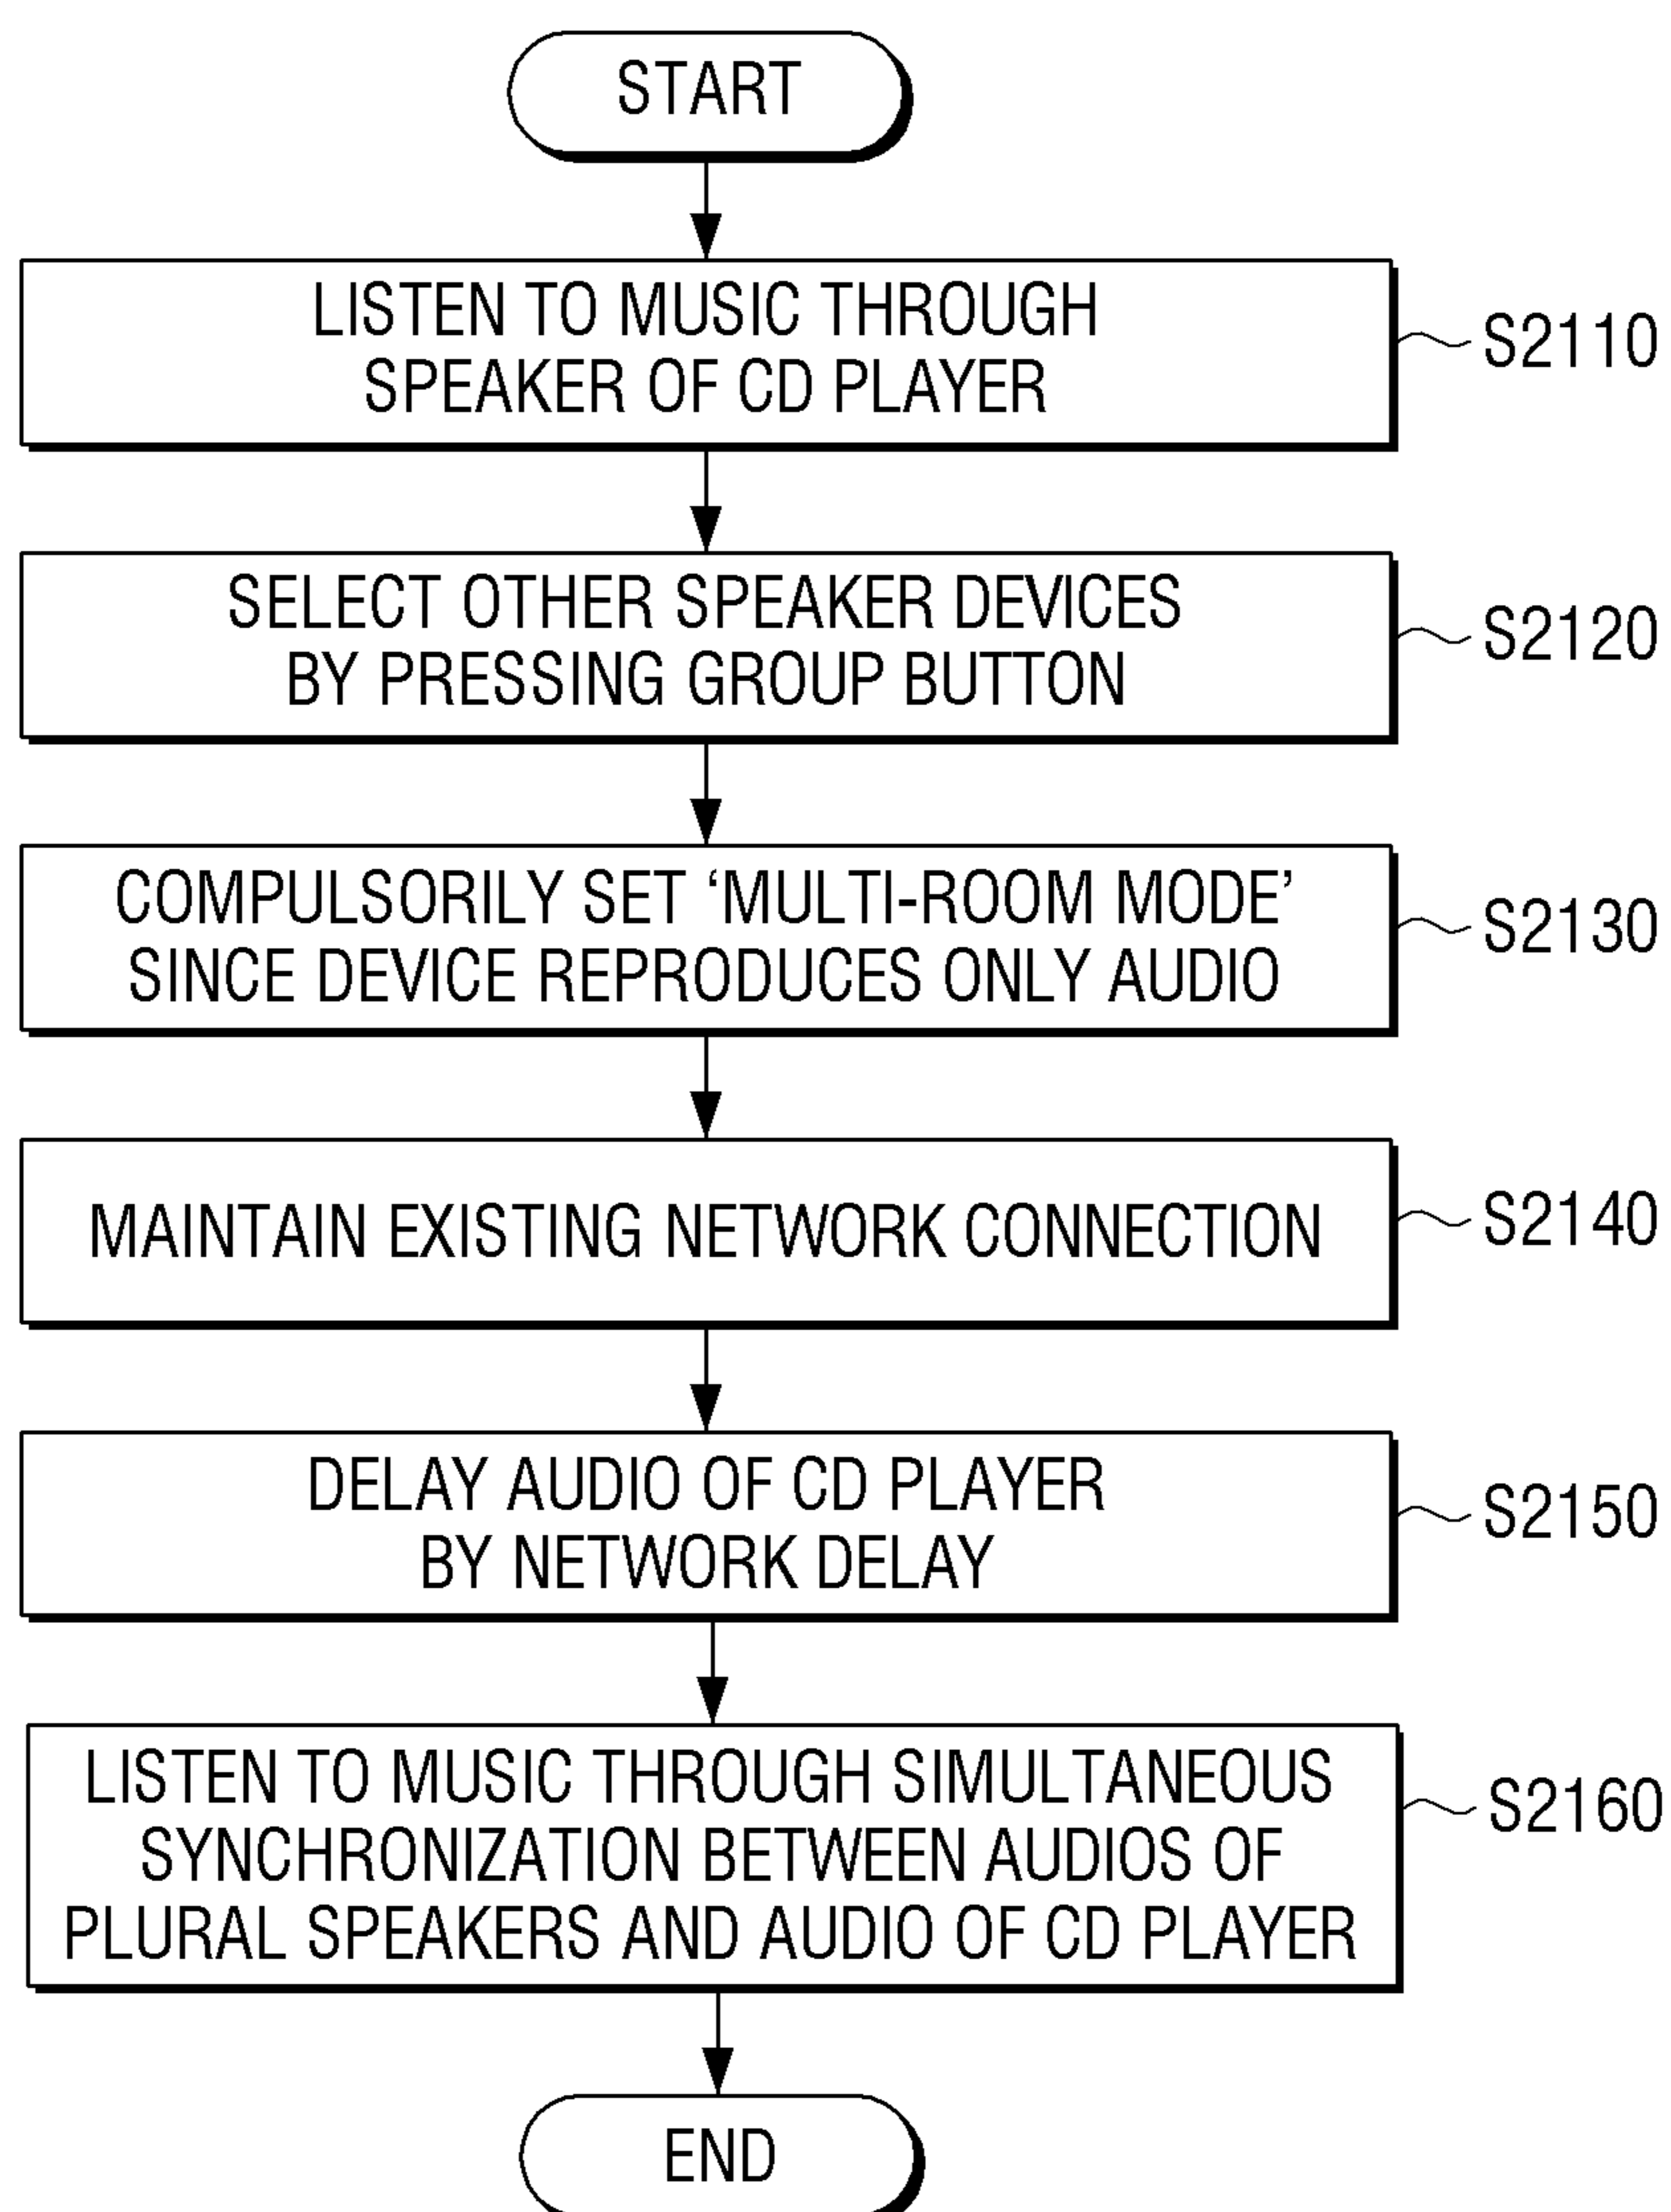 START
LISTEN TO MUSIC THROUGH
SPEAKER OF CD PLAYER
S2110
SELECT OTHER SPEAKER DEVICES
BY PRESSING GROUP BUTTON
S2120
COMPULSORILY SET ‘MULTI-ROOM MODE’
SINCE DEVICE REPRODUCES ONLY AUDIO
S2130
MAINTAIN EXISTING NETWORK CONNECTION
S2140
DELAY AUDIO OF CD PLAYER
BY NETWORK DELAY
S2150
LISTEN TO MUSIC THROUGH SIMULTANEOUS
SYNCHRONIZATION BETWEEN AUDIOS OF
PLURAL SPEAKERS AND AUDIO OF CD PLAYER
S2160
END